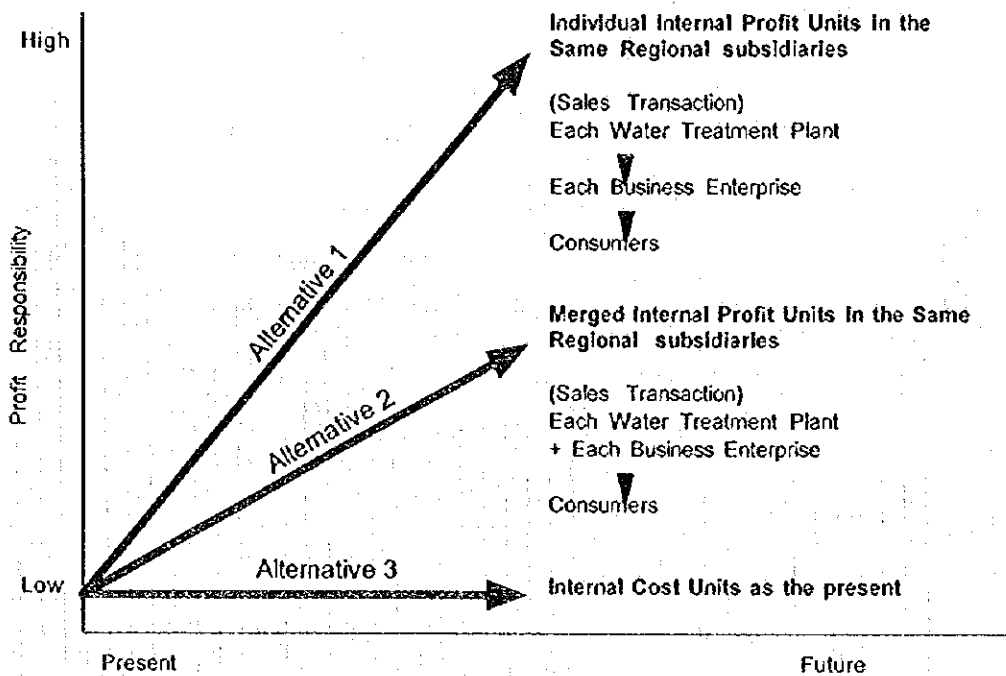 High
Individual Internal Profit Units in the
Same Regional subsidiaries
(Sales Transaction)
Each Water Treatment Plant
Each Business Enterprise
Consumers
Profit Responsibility
Alternative 1
Merged Internal Profit Units in the Same
Regional subsidiaries
(Sales Transaction)
Each Water Treatment Plant
+ Each Business Enterprise
Consumers
Alternative 2
Low
Alternative 3
Internal Cost Units as the present
Present
Future